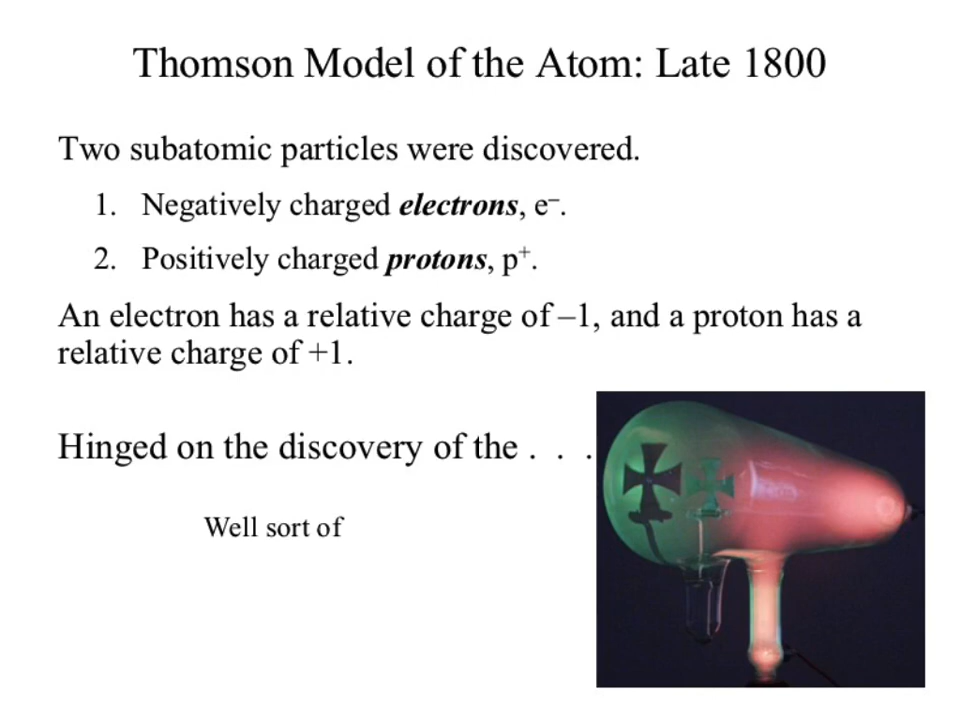 Thomson Model of the Atom: Late 1800
Two subatomic particles were discovered.
1. Negatively charged electrons, e⁻.
2. Positively charged protons, p⁺.
An electron has a relative charge of –1, and a proton has a
relative charge of +1.
Hinged on the discovery of the . . .
Well sort of